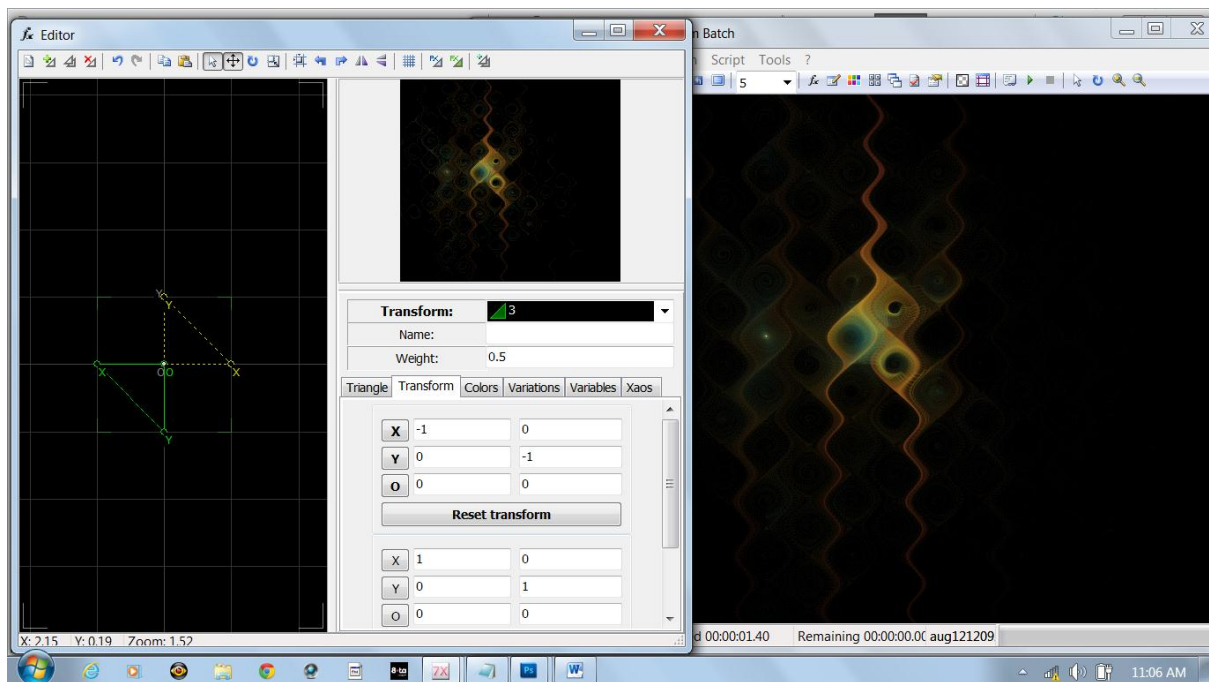 Editor
n Batch
n Script Tools ?
5
Y
Y
X
O O
X
Y
Transform: 3
Name:
Weight: 0.5
Triangle Transform Colors Variations Variables Xaos
X -1 0
Y 0 -1
O 0 0
Reset transform
X 1 0
Y 0 1
O 0 0
X: 2.15 Y: 0.19 Zoom: 1.52
d 00:00:01.40 Remaining 00:00:00.0( aug121209
7X Ps W 11:06 AM